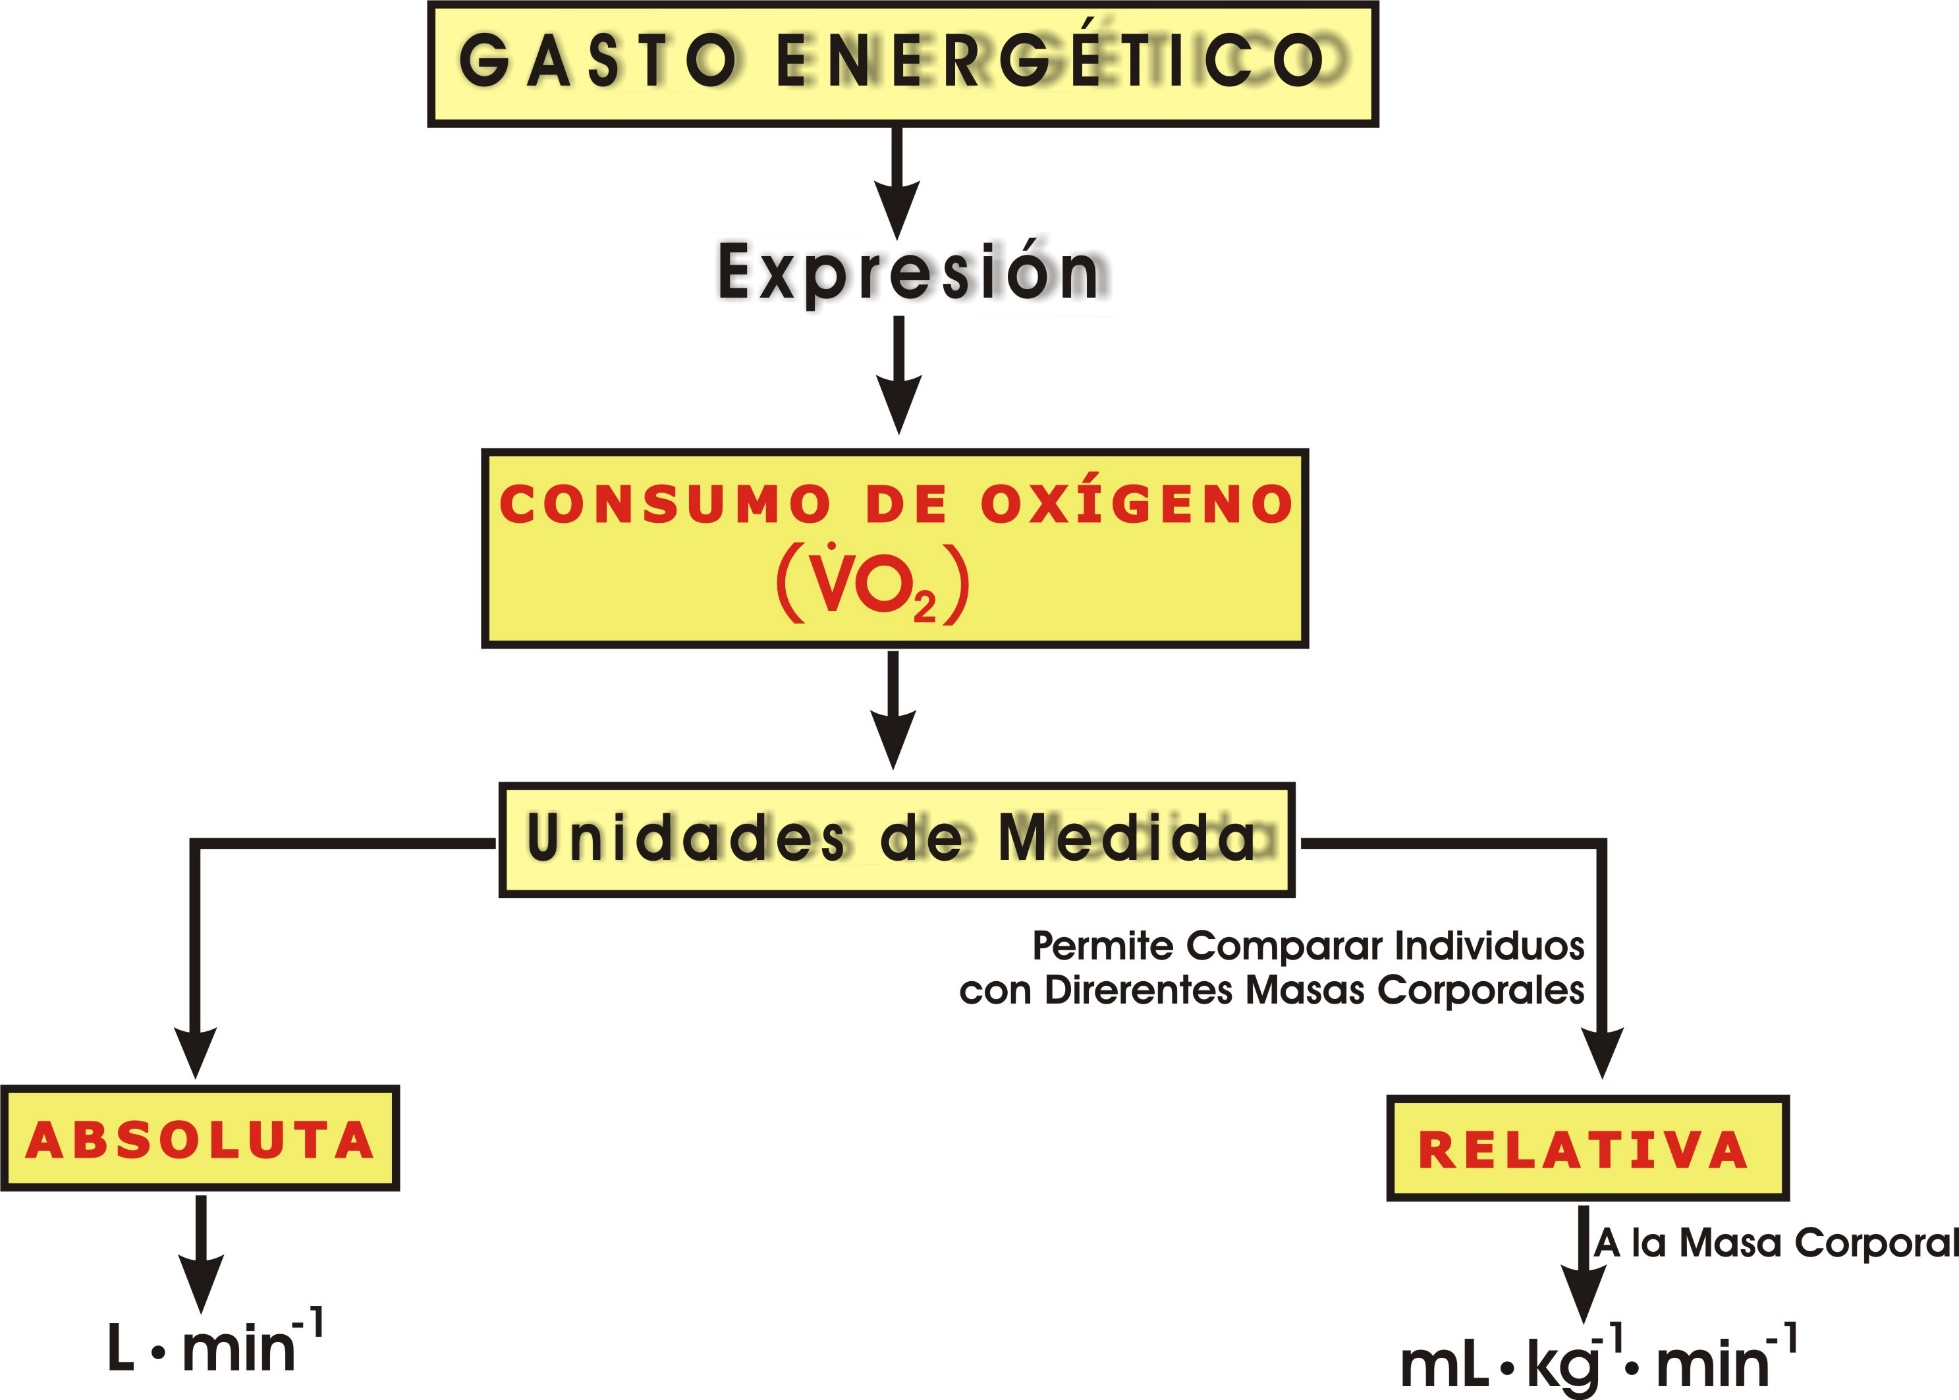 GASTO ENERGÉTICO
Expresión
CONSUMO DE OXÍGENO
(V̇O₂)
Unidades de Medida
Permite Comparar Individuos
con Direrentes Masas Corporales
ABSOLUTA
RELATIVA
A la Masa Corporal
L • min⁻¹
mL • kg⁻¹ • min⁻¹